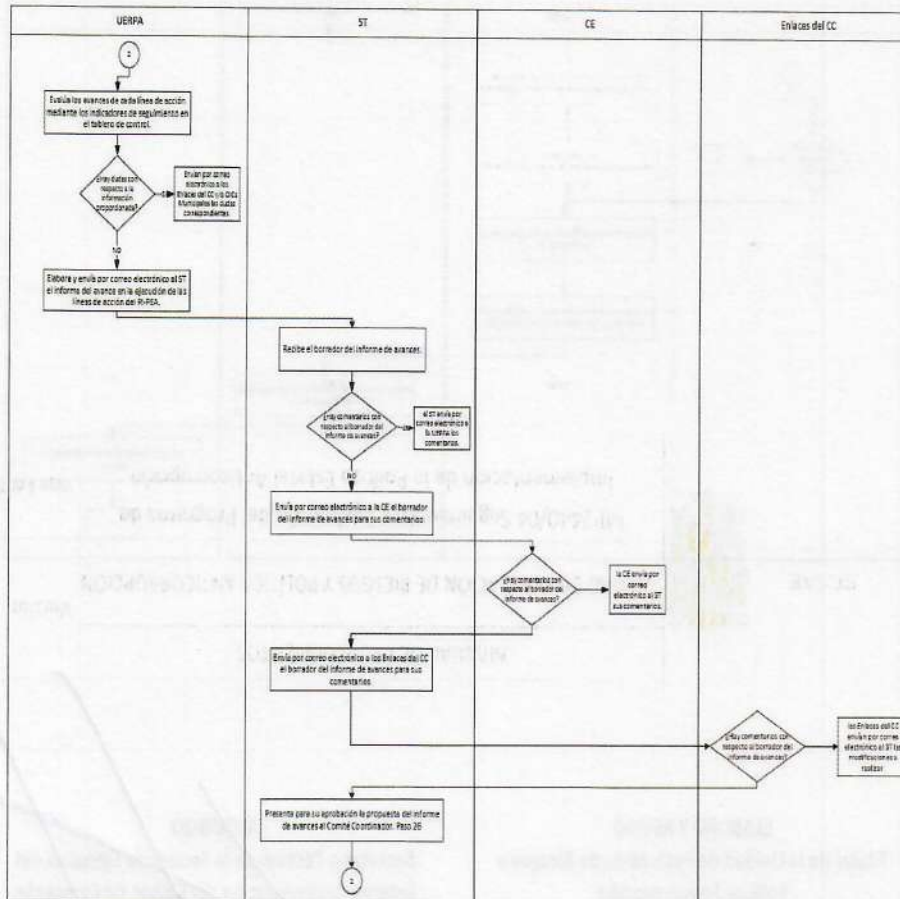 UERPA
ST
CE
Enlaces del CC
2
Evalúa los avances de cada línea de acción
mediante los indicadores de seguimiento en
el tablero de control.
¿Hay dudas con
respecto a la
información
proporcionada?
Envían por correo
electrónico a los
Enlaces del CC y/o
Municipales las dudas
correspondientes.
NO
Elabora y envía por correo electrónico al ST
el informe del avance en la ejecución de las
líneas de acción del PI-PEA.
Recibe el borrador del informe de avances.
¿Hay comentarios con
respecto al borrador del
informe de avances?
el ST envía por
correo electrónico a
la UERPA los
comentarios.
NO
Envía por correo electrónico a la CE el borrador
del informe de avances para sus comentarios.
¿Hay comentarios con
respecto al borrador del
informe de avances?
la CE envía por
correo
electrónico al ST
sus comentarios.
Envía por correo electrónico a los Enlaces del CC
el borrador del informe de avances para sus
comentarios.
¿Hay comentarios con
respecto al borrador del
informe de avances?
los Enlaces del CC
envían por correo
electrónico al ST las
modificaciones a
realizar
Presenta para su aprobación la propuesta del informe
de avances al Comité Coordinador. Paso 26
2